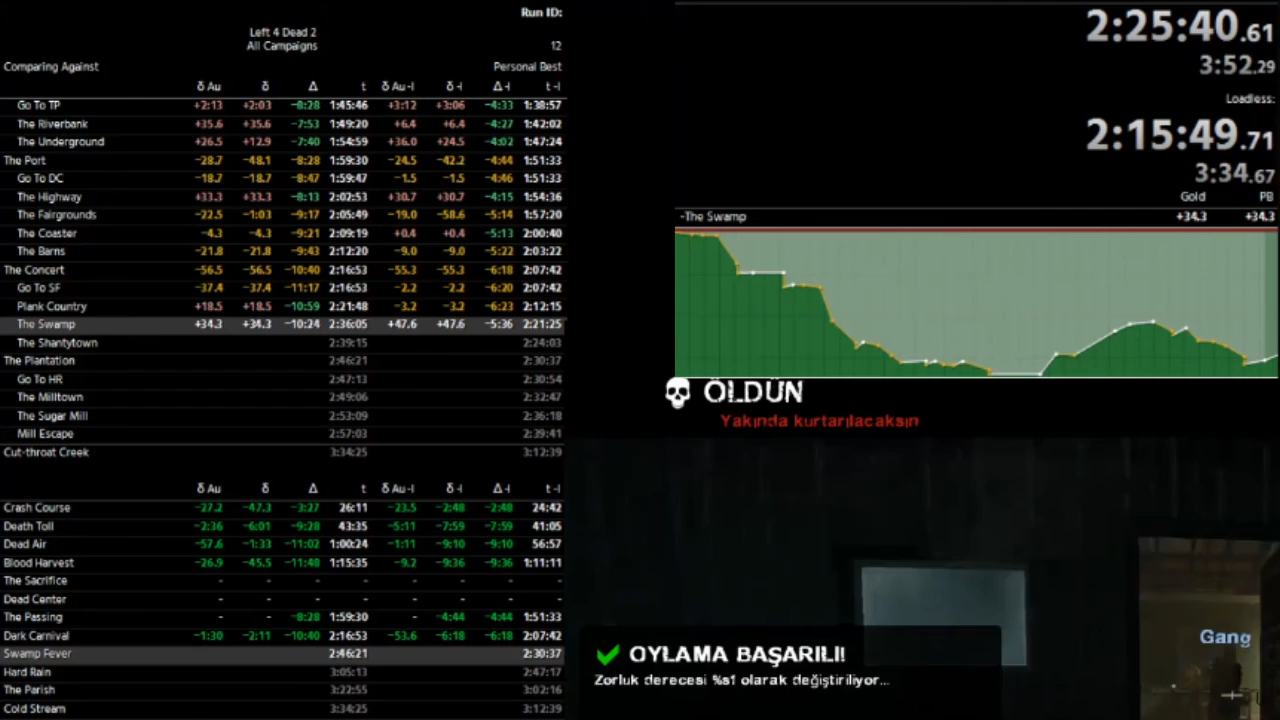 Run ID:
Left 4 Dead 2
All Campaigns
12
Comparing Against Personal Best
δ Au δ Δ t δ Au -l δ -l Δ -l t -l
Go To TP +2:13 +2:03 −8:28 1:45:46 +3:12 +3:06 −4:33 1:38:57
The Riverbank +35.6 +35.6 −7:53 1:49:20 +6.4 +6.4 −4:27 1:42:02
The Underground +26.5 +12.9 −7:40 1:54:59 +36.0 +24.5 −4:02 1:47:24
The Port −28.7 −48.1 −8:28 1:59:30 −24.5 −42.2 −4:44 1:51:33
Go To DC −18.7 −18.7 −8:47 1:59:47 −1.5 −1.5 −4:46 1:51:33
The Highway +33.3 +33.3 −8:13 2:02:53 +30.7 +30.7 −4:15 1:54:36
The Fairgrounds −22.5 −1:03 −9:17 2:05:49 −19.0 −58.6 −5:14 1:57:20
The Coaster −4.3 −4.3 −9:21 2:09:19 +0.4 +0.4 −5:13 2:00:40
The Barns −21.8 −21.8 −9:43 2:12:20 −9.0 −9.0 −5:22 2:03:22
The Concert −56.5 −56.5 −10:40 2:16:53 −55.3 −55.3 −6:18 2:07:42
Go To SF −37.4 −37.4 −11:17 2:16:53 −2.2 −2.2 −6:20 2:07:42
Plank Country +18.5 +18.5 −10:59 2:21:48 −3.2 −3.2 −6:23 2:12:15
The Swamp +34.3 +34.3 −10:24 2:36:05 +47.6 +47.6 −5:36 2:21:25
The Shantytown 2:39:15 2:24:03
The Plantation 2:46:21 2:30:37
Go To HR 2:47:13 2:30:54
The Milltown 2:49:06 2:32:47
The Sugar Mill 2:53:09 2:36:18
Mill Escape 2:57:03 2:39:41
Cut-throat Creek 3:34:25 3:12:39
δ Au δ Δ t δ Au -l δ -l Δ -l t -l
Crash Course −27.2 −47.3 −3:27 26:11 −23.5 −2:48 −2:48 24:42
Death Toll −2:36 −6:01 −9:28 43:35 −5:11 −7:59 −7:59 41:05
Dead Air −57.6 −1:33 −11:02 1:00:24 −1:11 −9:10 −9:10 56:57
Blood Harvest −26.9 −45.5 −11:48 1:15:35 −9.2 −9:36 −9:36 1:11:11
The Sacrifice - - - - - - - -
Dead Center - - - - - - - -
The Passing - - −8:28 1:59:30 - −4:44 −4:44 1:51:33
Dark Carnival −1:30 −2:11 −10:40 2:16:53 −53.6 −6:18 −6:18 2:07:42
Swamp Fever 2:46:21 2:30:37
Hard Rain 3:05:13 2:47:17
The Parish 3:22:55 3:02:16
Cold Stream 3:34:25 3:12:39
2:25:40.61
3:52.29
Loadless:
2:15:49.71
3:34.67
Gold PB
-The Swamp +34.3 +34.3
ÖLDÜN
Yakında kurtarılacaksın
Gang
OYLAMA BAŞARILI!
Zorluk derecesi %s1 olarak değiştiriliyor...